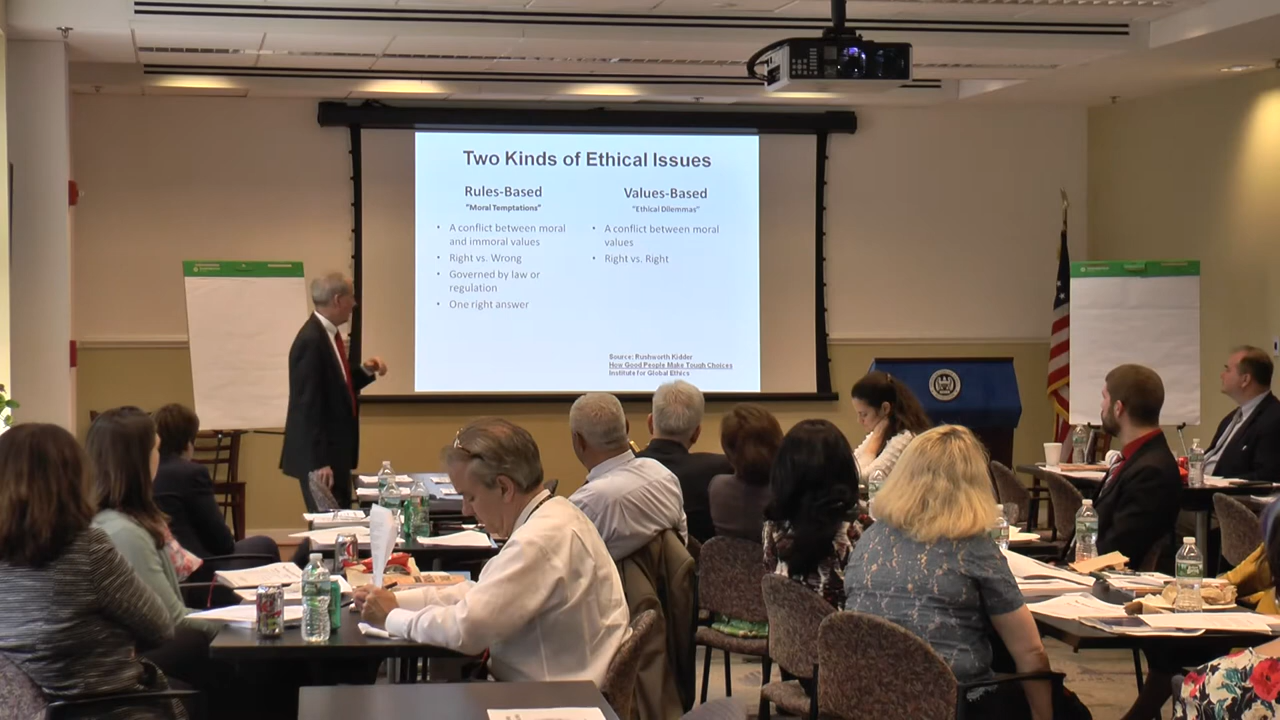 Two Kinds of Ethical Issues
Rules-Based
"Moral Temptations"
• A conflict between moral
and immoral values
• Right vs. Wrong
• Governed by law or
regulation
• One right answer
Values-Based
"Ethical Dilemmas"
• A conflict between moral
values
• Right vs. Right
Source: Rushworth Kidder
How Good People Make Tough Choices
Institute for Global Ethics